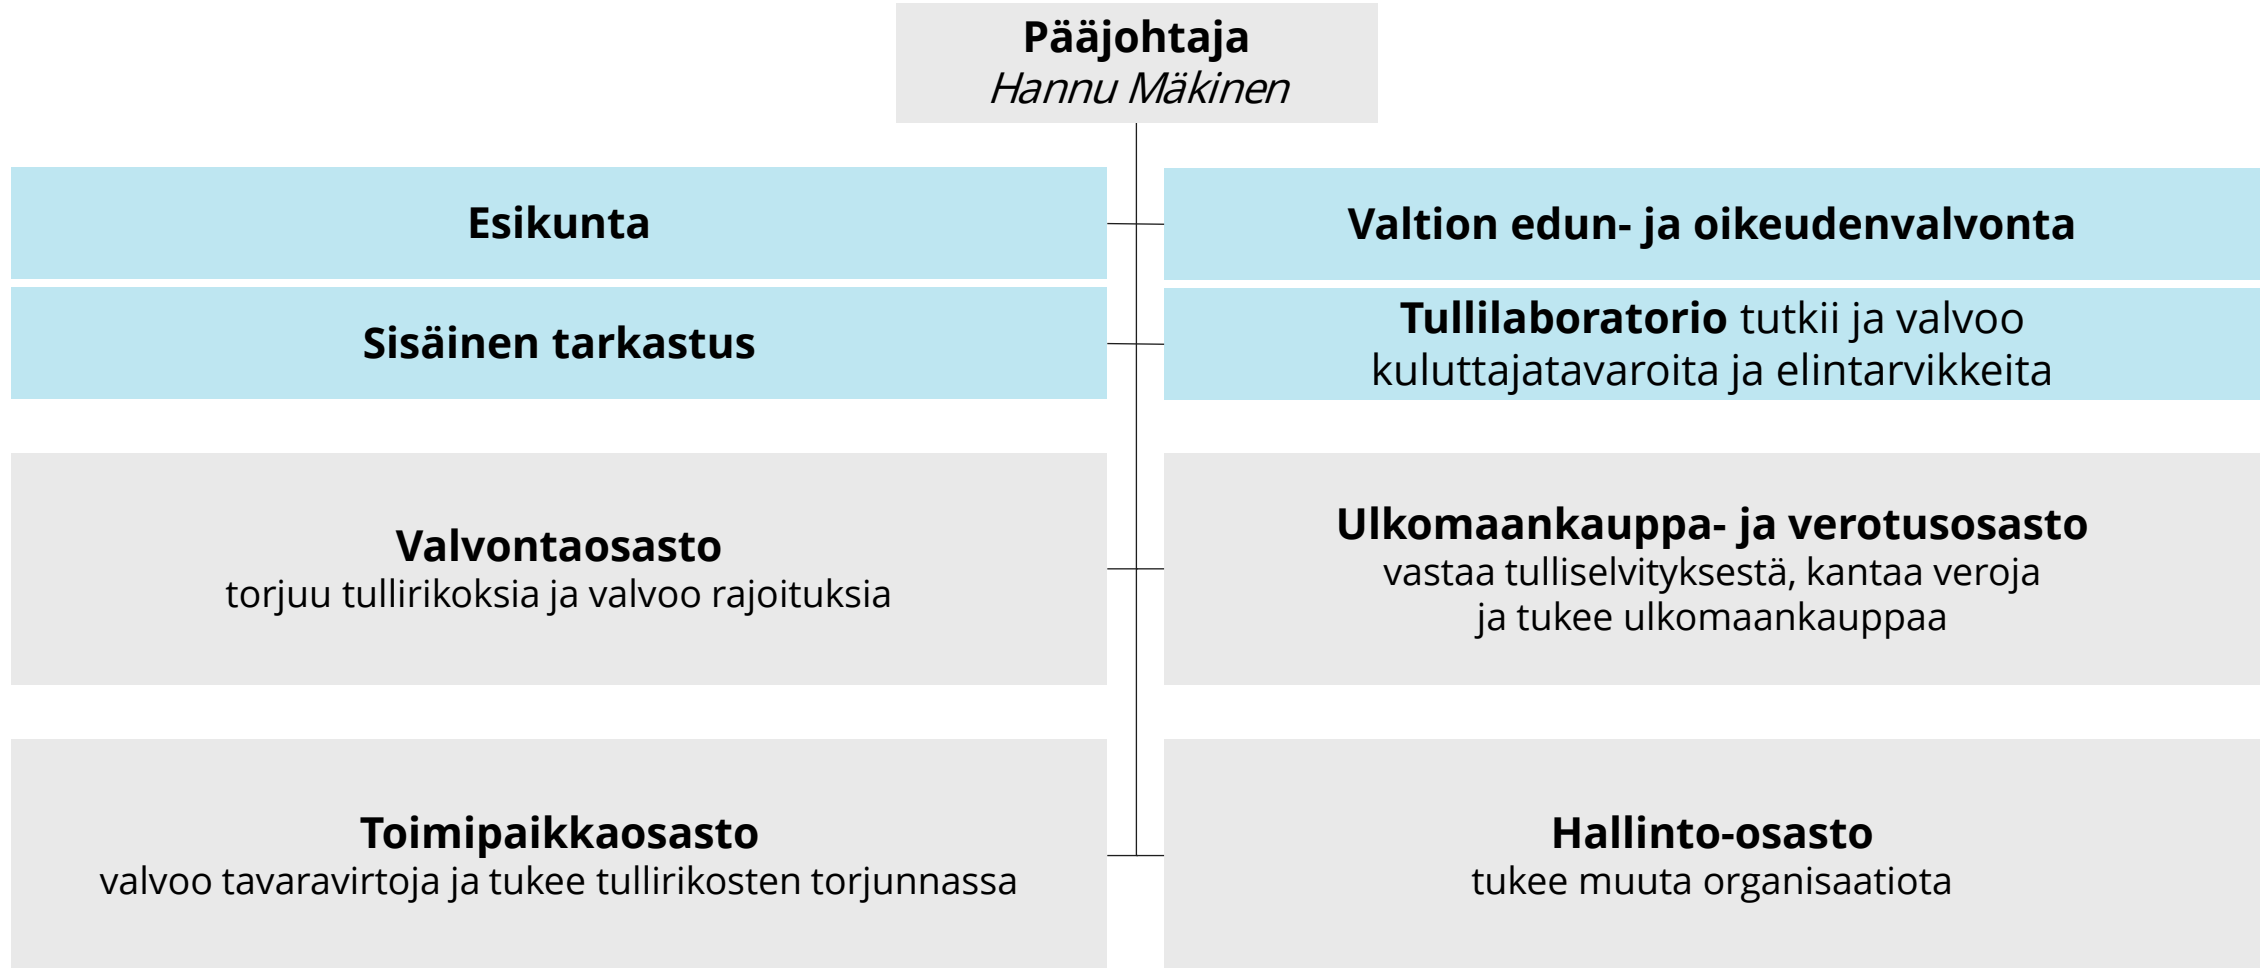 Pääjohtaja
Hannu Mäkinen
Esikunta
Valtion edun- ja oikeudenvalvonta
Sisäinen tarkastus
Tullilaboratorio tutkii ja valvoo
kuluttajatavaroita ja elintarvikkeita
Valvontaosasto
torjuu tullirikoksia ja valvoo rajoituksia
Ulkomaankauppa- ja verotusosasto
vastaa tulliselvityksestä, kantaa veroja
ja tukee ulkomaankauppaa
Toimipaikkaosasto
valvoo tavaravirtoja ja tukee tullirikosten torjunnassa
Hallinto-osasto
tukee muuta organisaatiota